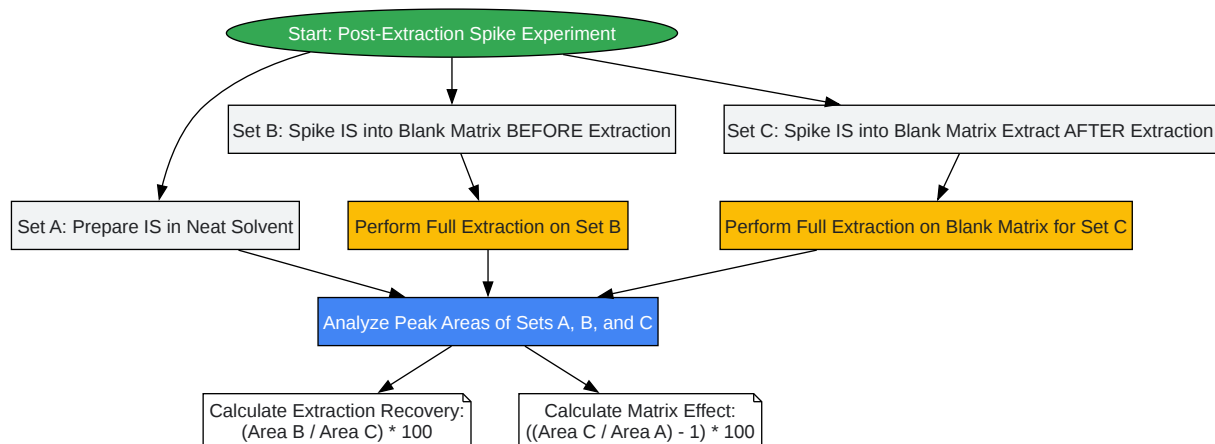 Start: Post-Extraction Spike Experiment
Set B: Spike IS into Blank Matrix BEFORE Extraction
Set C: Spike IS into Blank Matrix Extract AFTER Extraction
Set A: Prepare IS in Neat Solvent
Perform Full Extraction on Set B
Perform Full Extraction on Blank Matrix for Set C
Analyze Peak Areas of Sets A, B, and C
Calculate Extraction Recovery:
(Area B / Area C) * 100
Calculate Matrix Effect:
((Area C / Area A) - 1) * 100